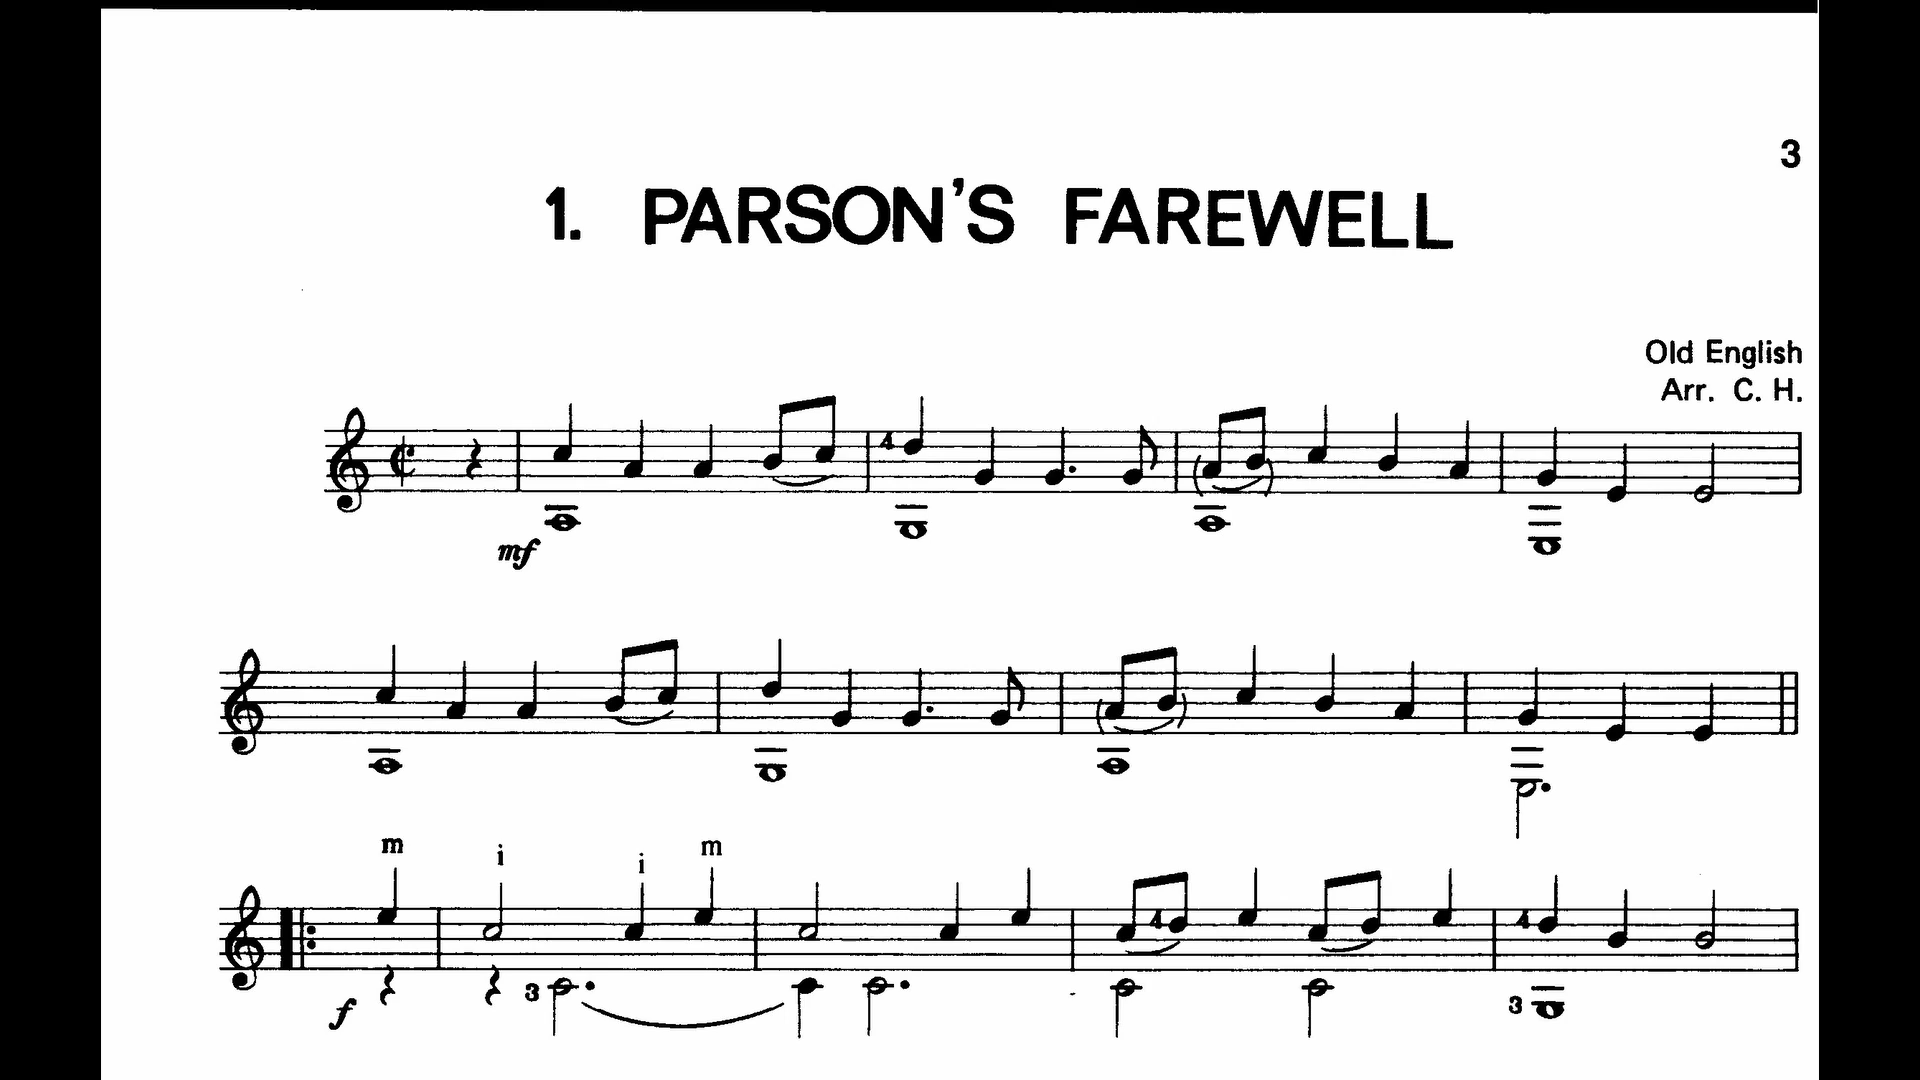 3
1. PARSON'S FAREWELL
Old English
Arr. C. H.
4
mf
m i i m
4 4
f 3 3